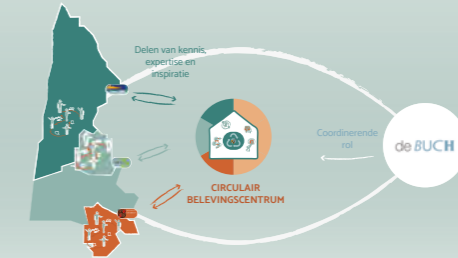 Delen van kennis,
expertise en
inspiratie
Coordinerende
rol
de BUCH
CIRCULAIR
BELEVINGSCENTRUM